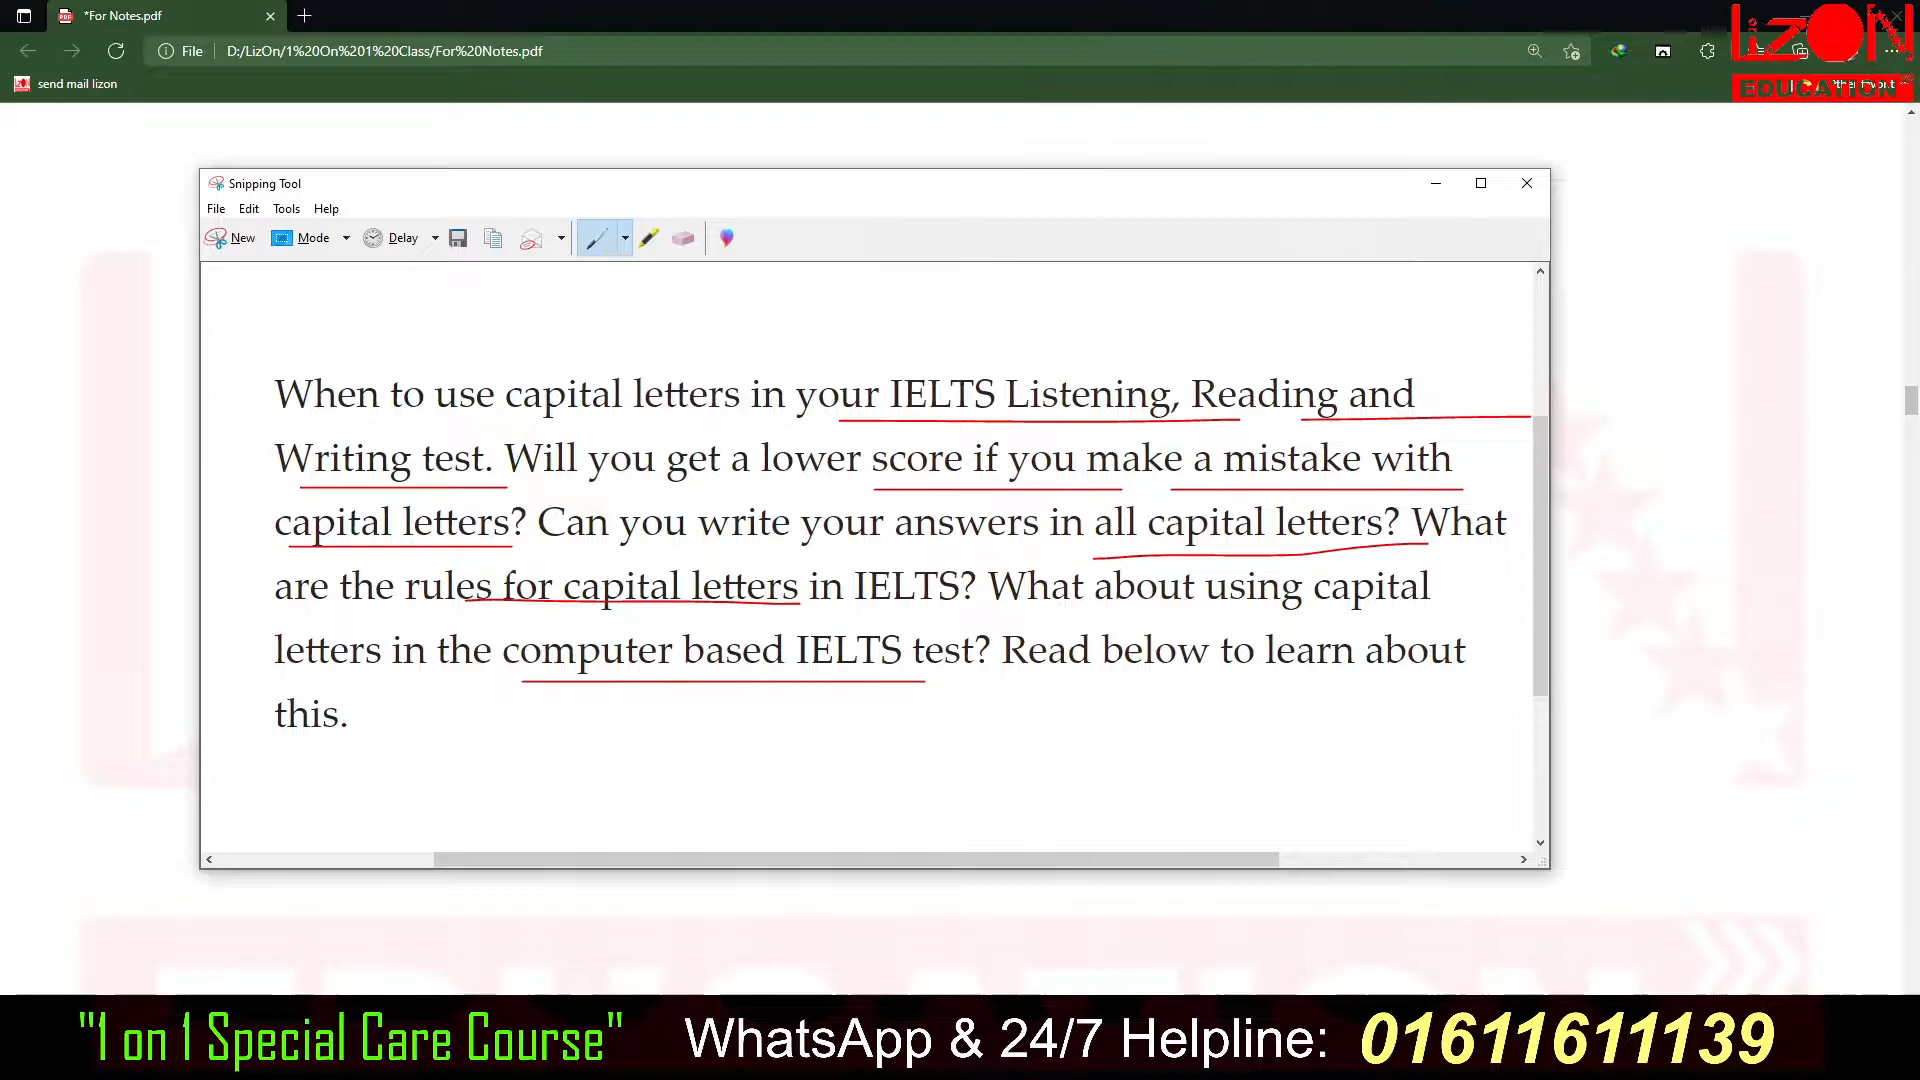 *For Notes.pdf
File
D:/LizOn/1%20On%201%20Class/For%20Notes.pdf
send mail lizon
LizON
EDUCATION
Snipping Tool
File Edit Tools Help
New Mode Delay
When to use capital letters in your IELTS Listening, Reading and
Writing test. Will you get a lower score if you make a mistake with
capital letters? Can you write your answers in all capital letters? What
are the rules for capital letters in IELTS? What about using capital
letters in the computer based IELTS test? Read below to learn about
this.
"1 on 1 Special Care Course" WhatsApp & 24/7 Helpline: 01611611139